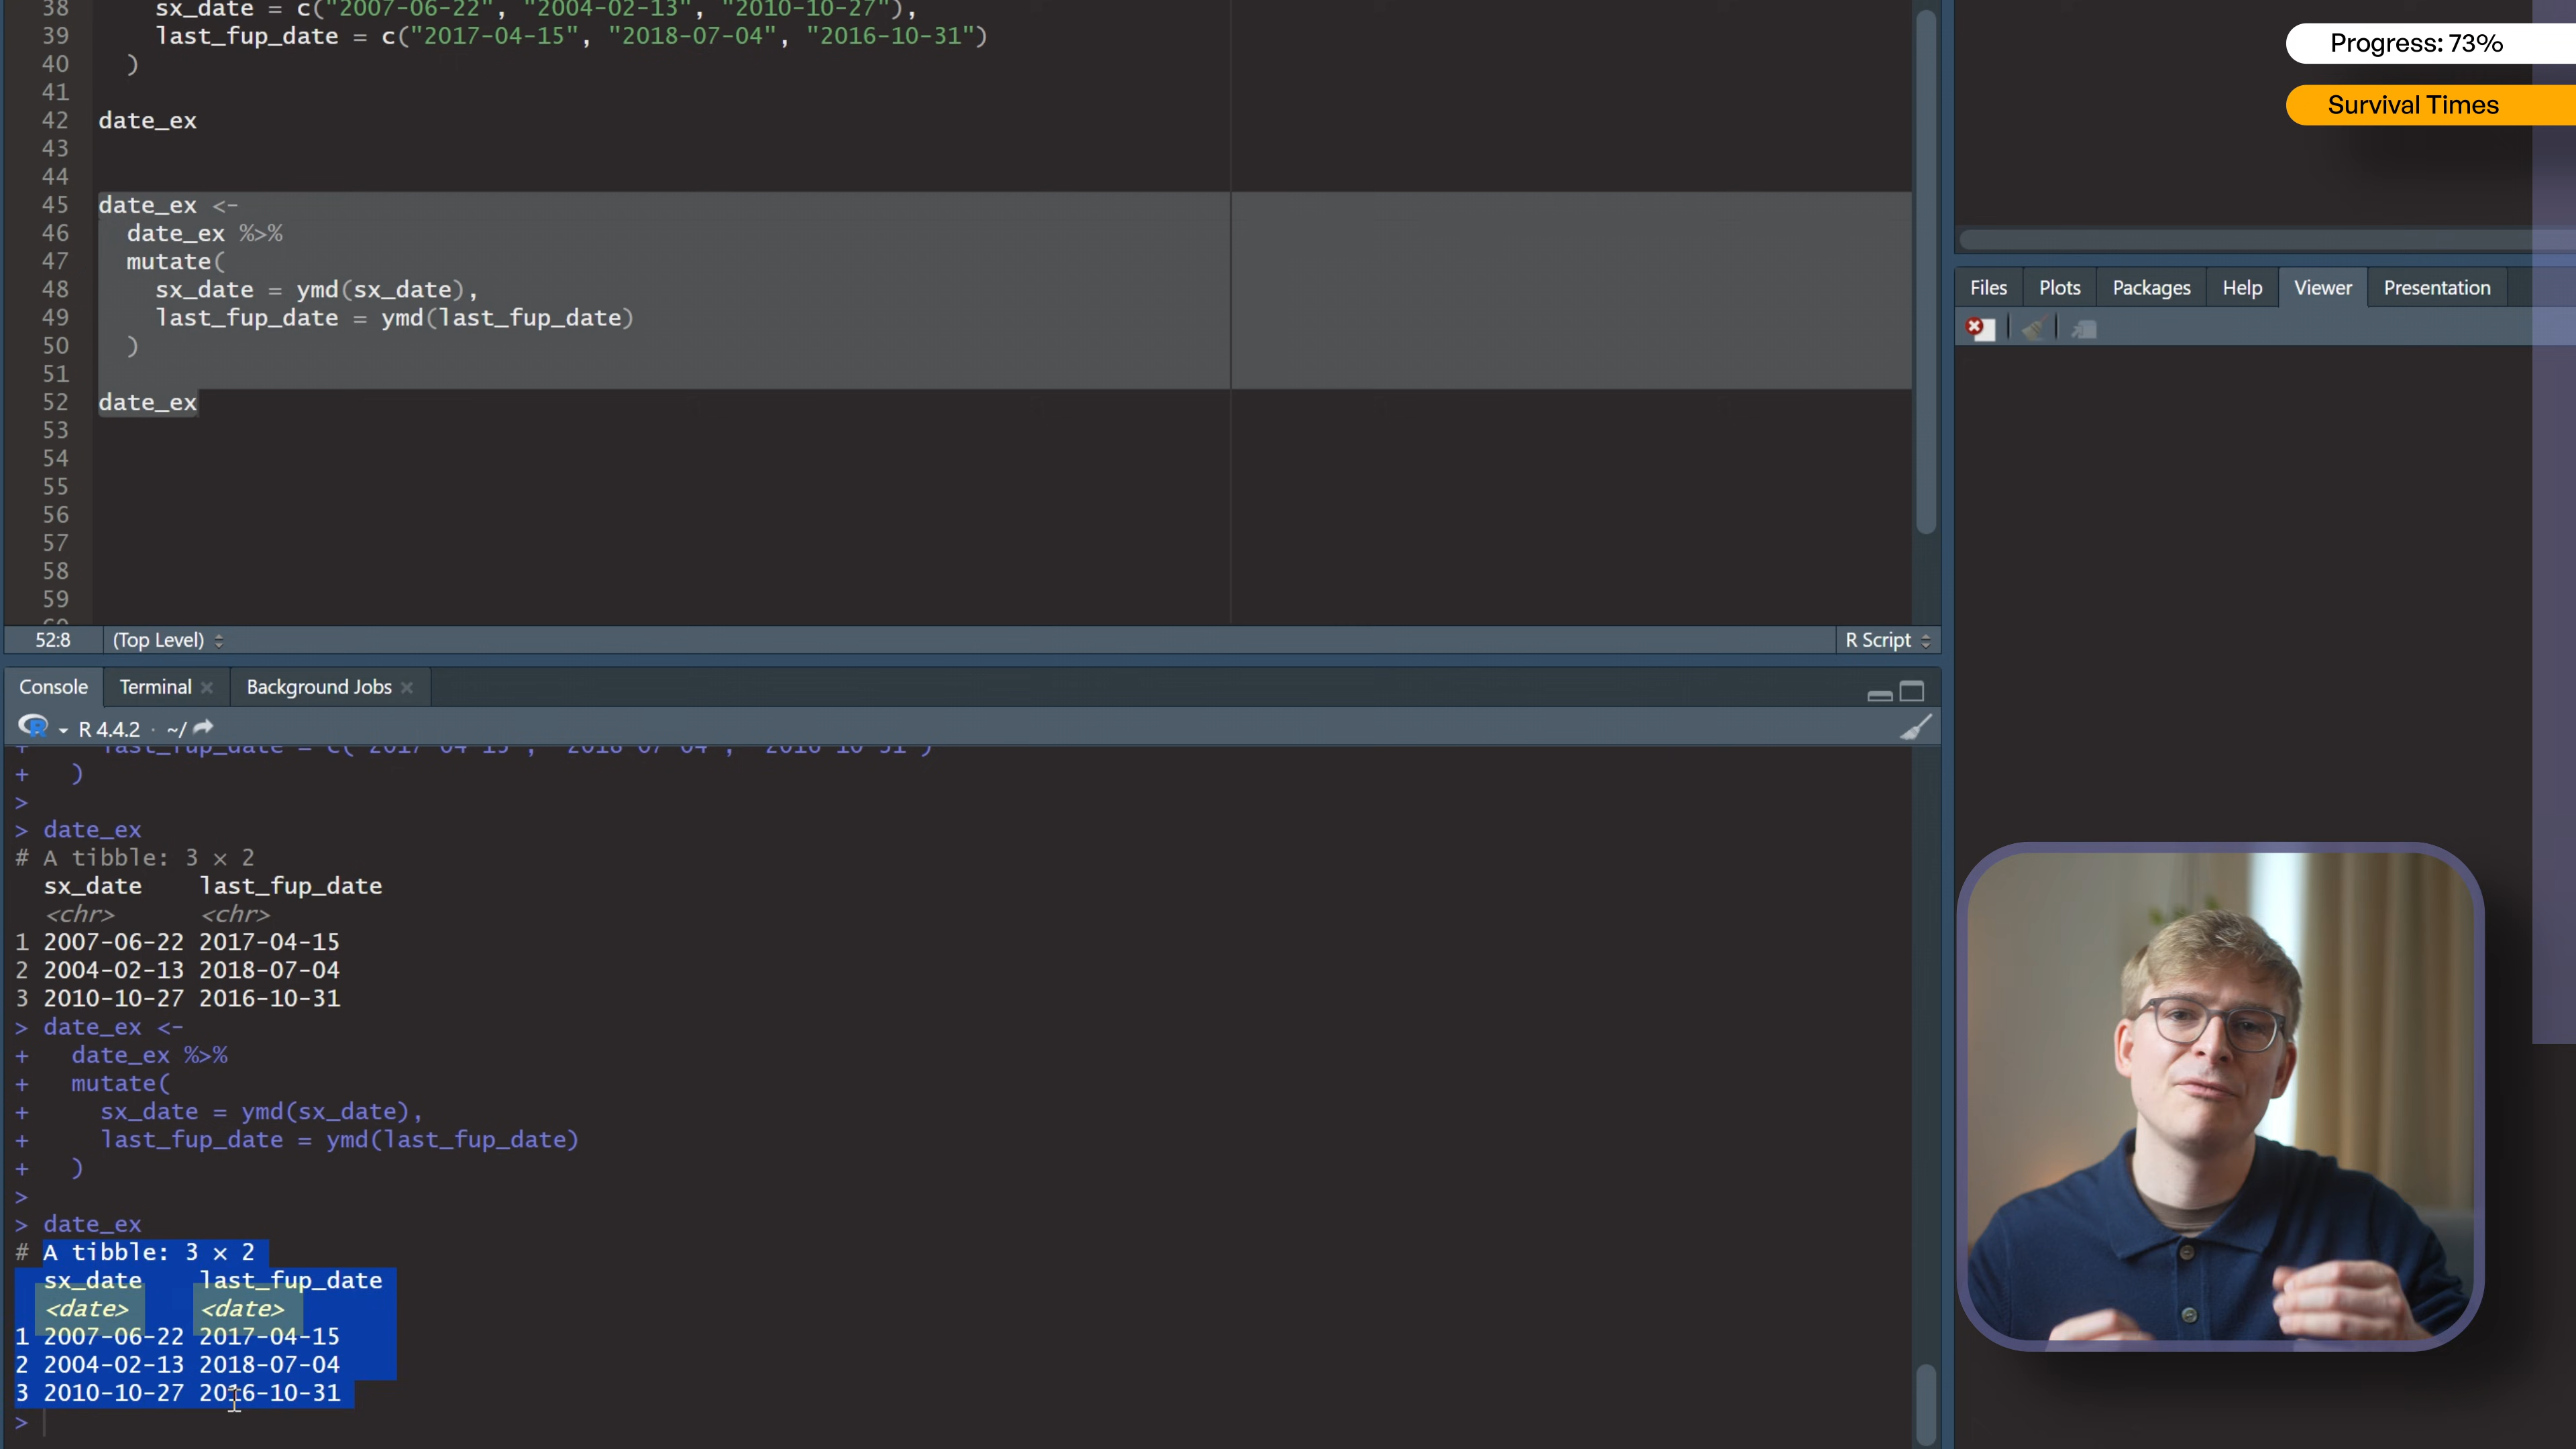 38 sx_date = c("2007-06-22", "2004-02-13", "2010-10-27"),
39 last_fup_date = c("2017-04-15", "2018-07-04", "2016-10-31")
40 )
41
42 date_ex
43
44
45 date_ex <-
46 date_ex %>%
47 mutate(
48 sx_date = ymd(sx_date),
49 last_fup_date = ymd(last_fup_date)
50 )
51
52 date_ex
53
54
55
56
57
58
59
52:8 (Top Level) R Script
Progress: 73%
Survival Times
Files Plots Packages Help Viewer Presentation
Console Terminal Background Jobs
R 4.4.2 · ~/
+ last_fup_date = c("2017-04-15", "2018-07-04", "2016-10-31")
+ )
>
> date_ex
# A tibble: 3 × 2
sx_date last_fup_date
<chr> <chr>
1 2007-06-22 2017-04-15
2 2004-02-13 2018-07-04
3 2010-10-27 2016-10-31
> date_ex <-
+ date_ex %>%
+ mutate(
+ sx_date = ymd(sx_date),
+ last_fup_date = ymd(last_fup_date)
+ )
>
> date_ex
# A tibble: 3 × 2
sx_date last_fup_date
<date> <date>
1 2007-06-22 2017-04-15
2 2004-02-13 2018-07-04
3 2010-10-27 2016-10-31
>